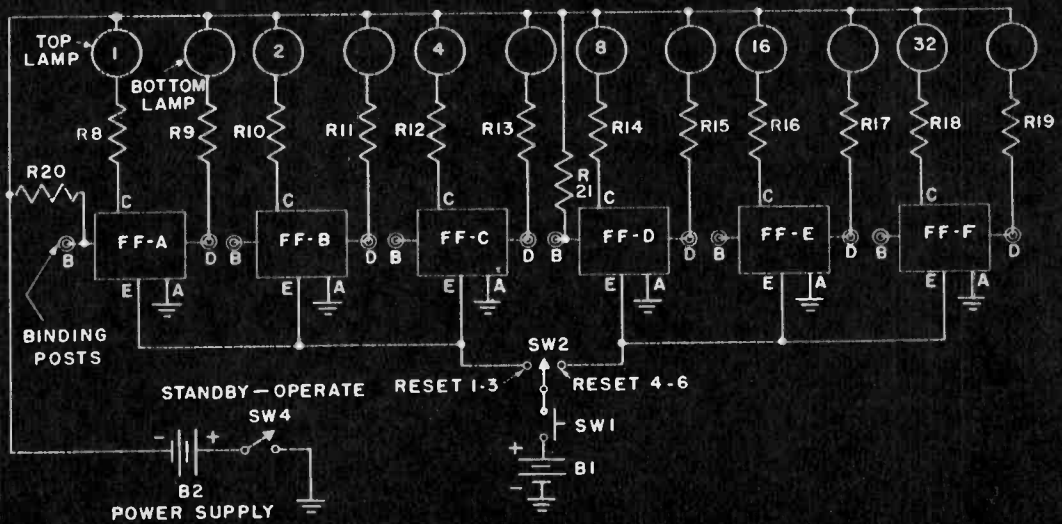 TOP LAMP
1
BOTTOM LAMP
2
4
8
16
32
R8
R9
R10
R11
R12
R13
R14
R15
R16
R17
R18
R19
R20
R 21
C
C
C
C
C
C
B
FF-A
D
B
FF-B
D
B
FF-C
D
B
FF-D
D
B
FF-E
D
B
FF-F
D
E
A
E
A
E
A
E
A
E
A
E
A
BINDING POSTS
SW2
RESET 1-3
RESET 4-6
STANDBY — OPERATE
SW4
SW1
-
+
+
B1
-
B2
POWER SUPPLY